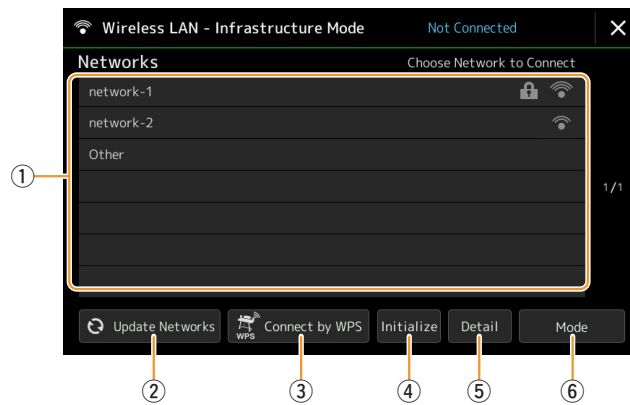 Wireless LAN - Infrastructure Mode Not Connected
Networks Choose Network to Connect
network-1
network-2
Other
① 1/1
Update Networks WPS Connect by WPS Initialize Detail Mode
② ③ ④ ⑤ ⑥